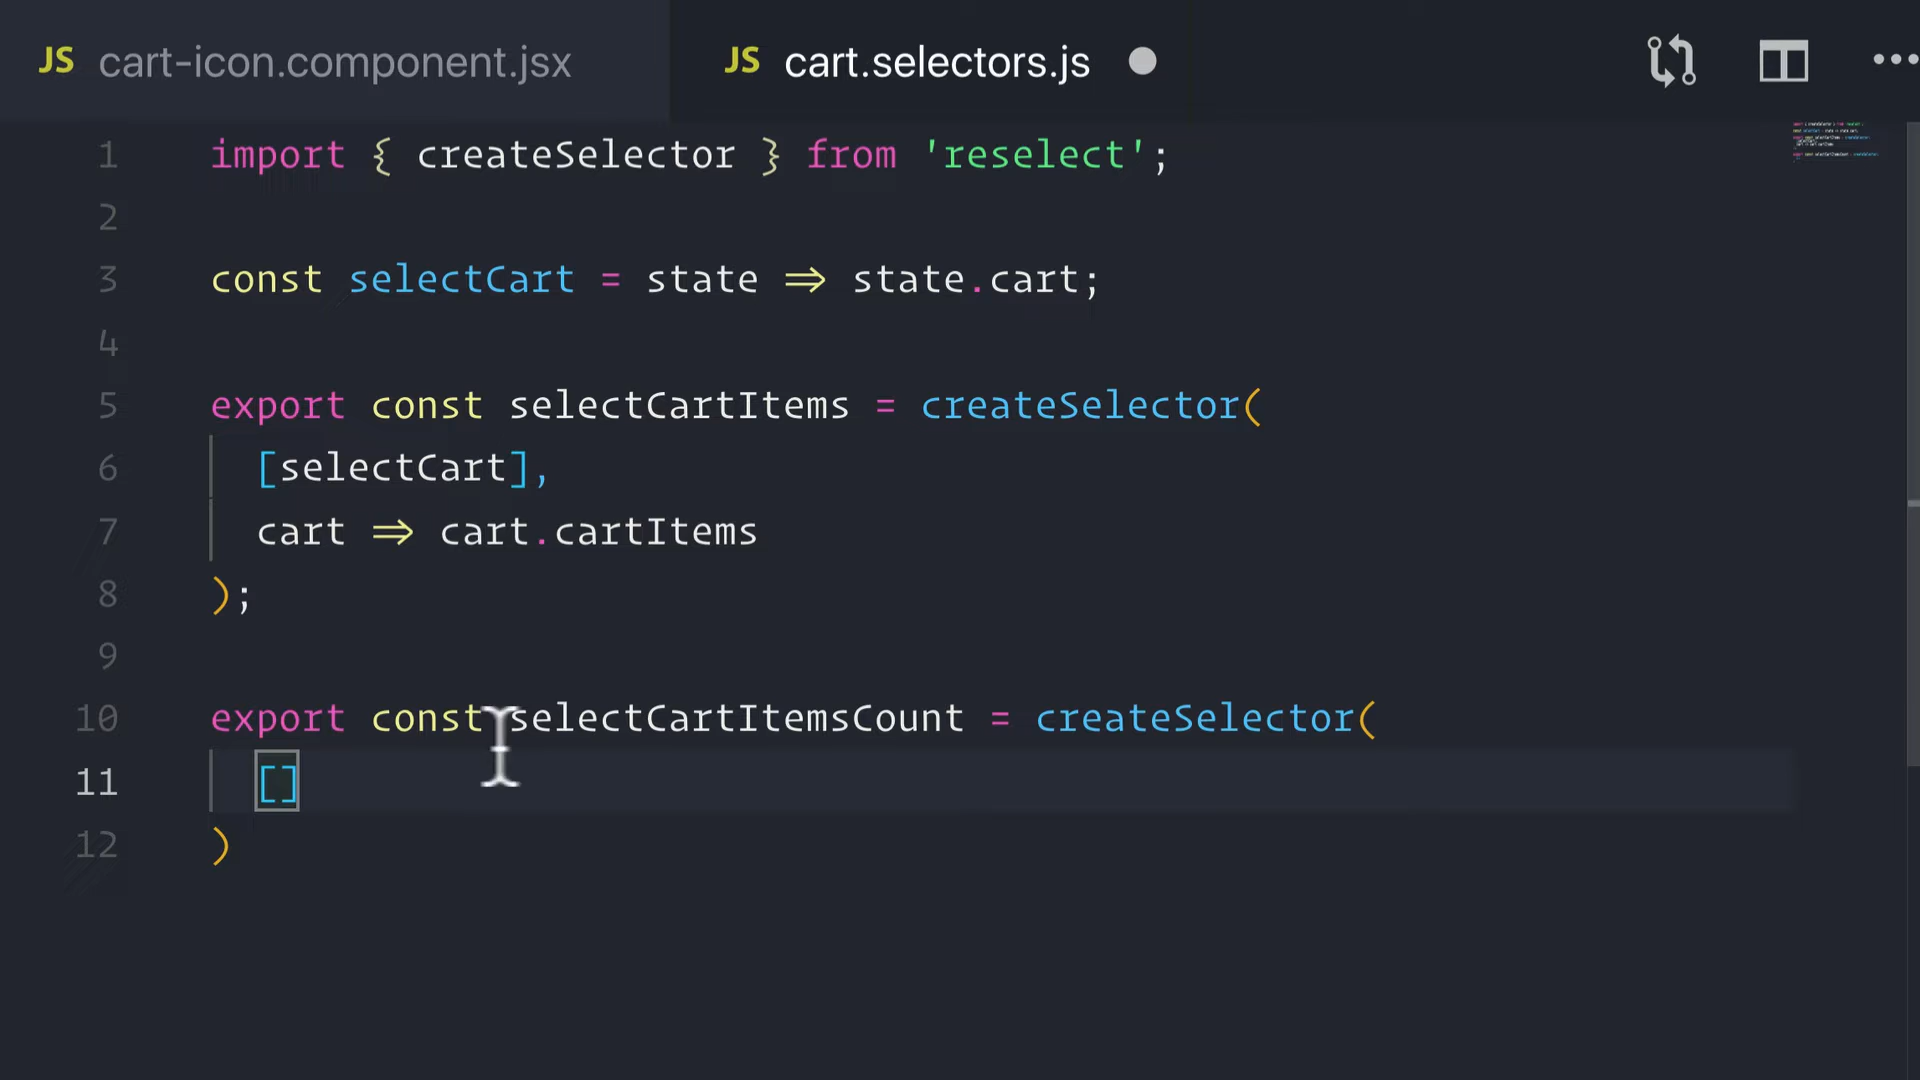 JS cart-icon.component.jsx JS cart.selectors.js
1 import { createSelector } from 'reselect';
2
3 const selectCart = state => state.cart;
4
5 export const selectCartItems = createSelector(
6 [selectCart],
7 cart => cart.cartItems
8 );
9
10 export const selectCartItemsCount = createSelector(
11 []
12 )